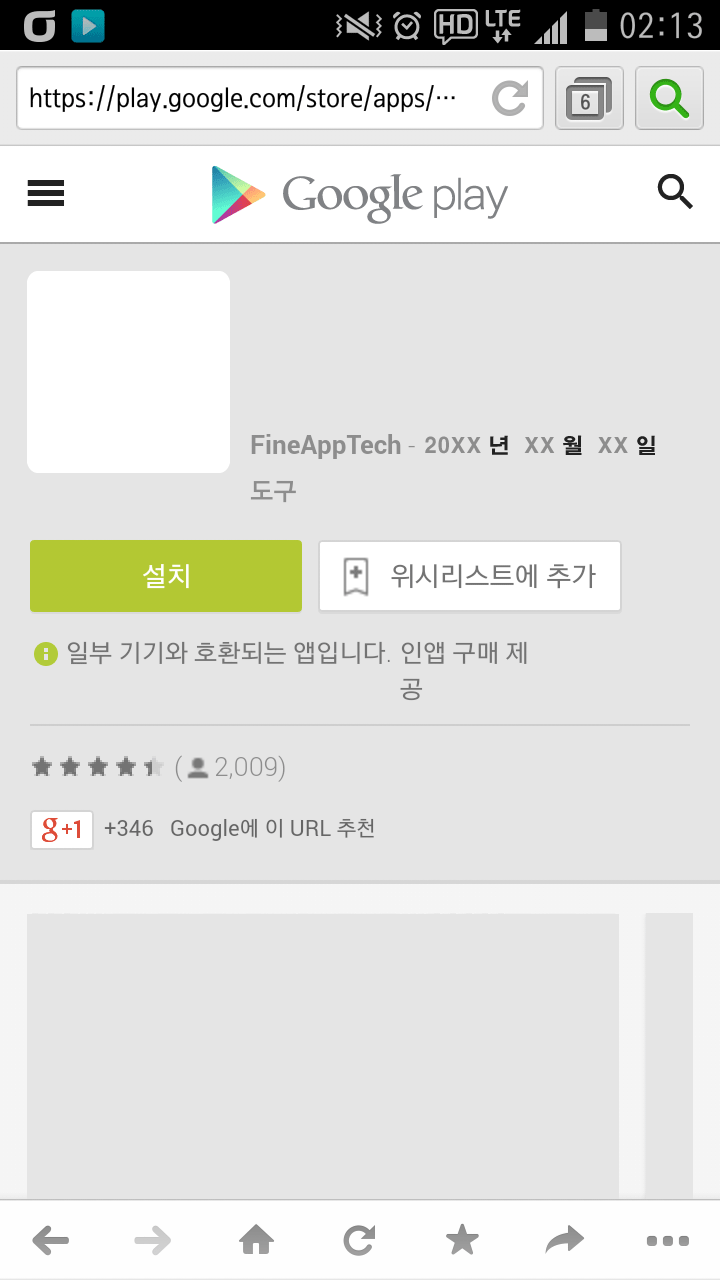 HD LTE 02:13
https://play.google.com/store/apps/… 6
Google play
FineAppTech - 20XX 년 XX 월 XX 일
도구
설치
위시리스트에 추가
일부 기기와 호환되는 앱입니다. 인앱 구매 제
공
(2,009)
g+1 +346 Google에 이 URL 추천